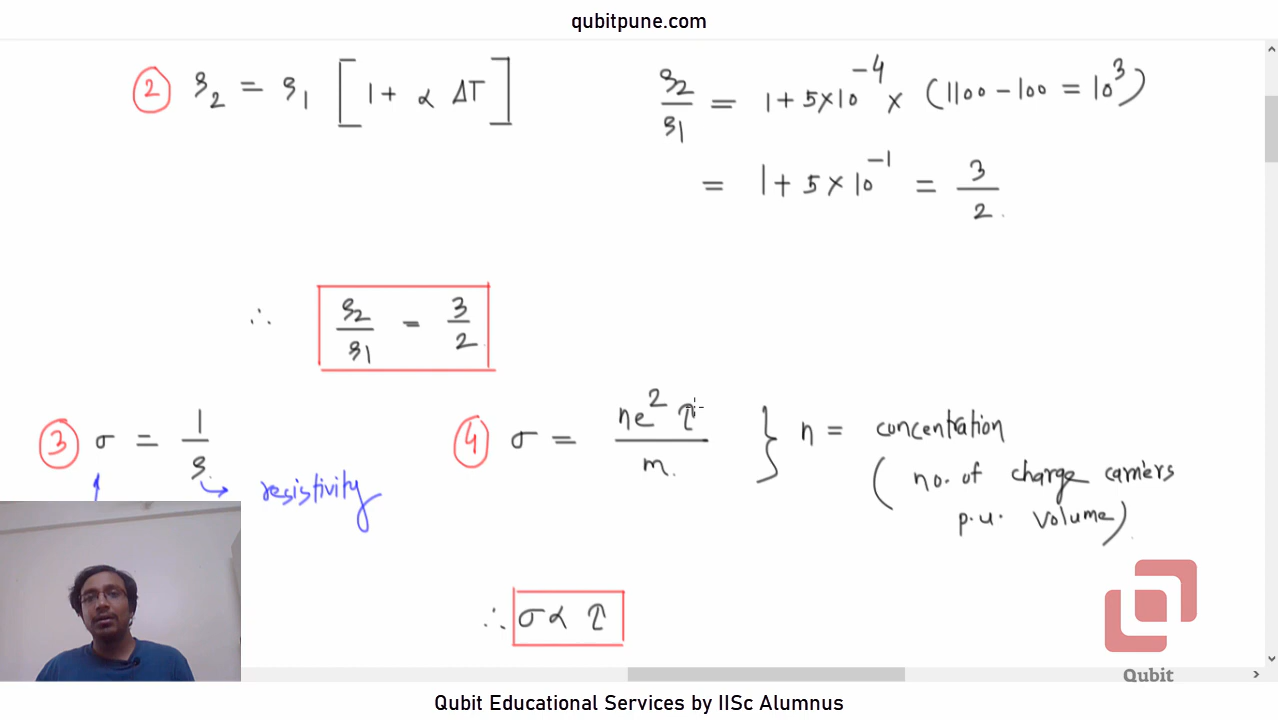 qubitpune.com
② ρ₂ = ρ₁ [1 + α ΔT]
ρ₂/ρ₁ = 1 + 5×10⁻⁴ × (1100 − 100 = 10³)
= 1 + 5 × 10⁻¹ = 3/2
∴ ρ₂/ρ₁ = 3/2
③ σ = 1/ρ
resistivity
④ σ = ne²τ/m } n = concentration
(no. of charge carriers
p.u. volume)
∴ σ ∝ τ
Qubit
Qubit Educational Services by IISc Alumnus